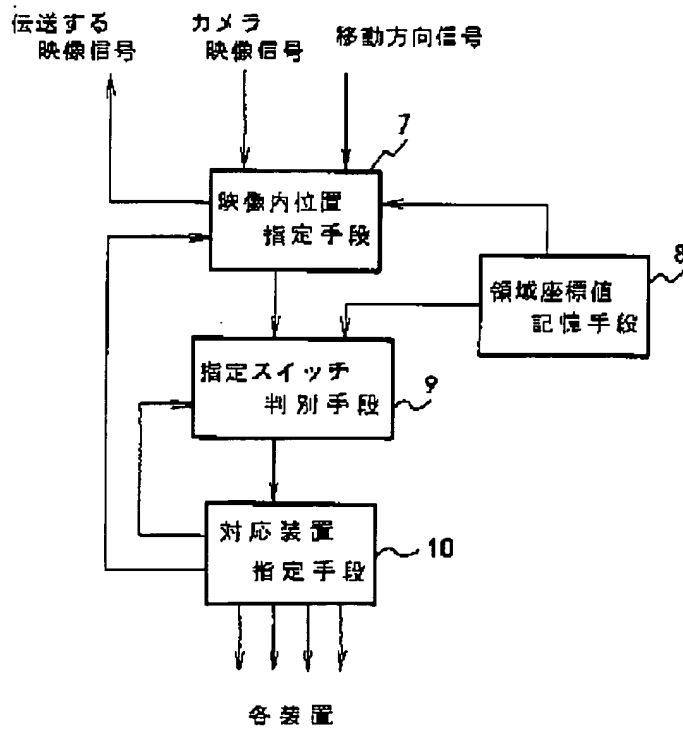 伝送する
映像信号
カメラ
映像信号
移動方向信号
7
映像内位置
指定手段
8
領域座標値
記憶手段
指定スイッチ
判別手段
9
対応装置
指定手段
10
各装置